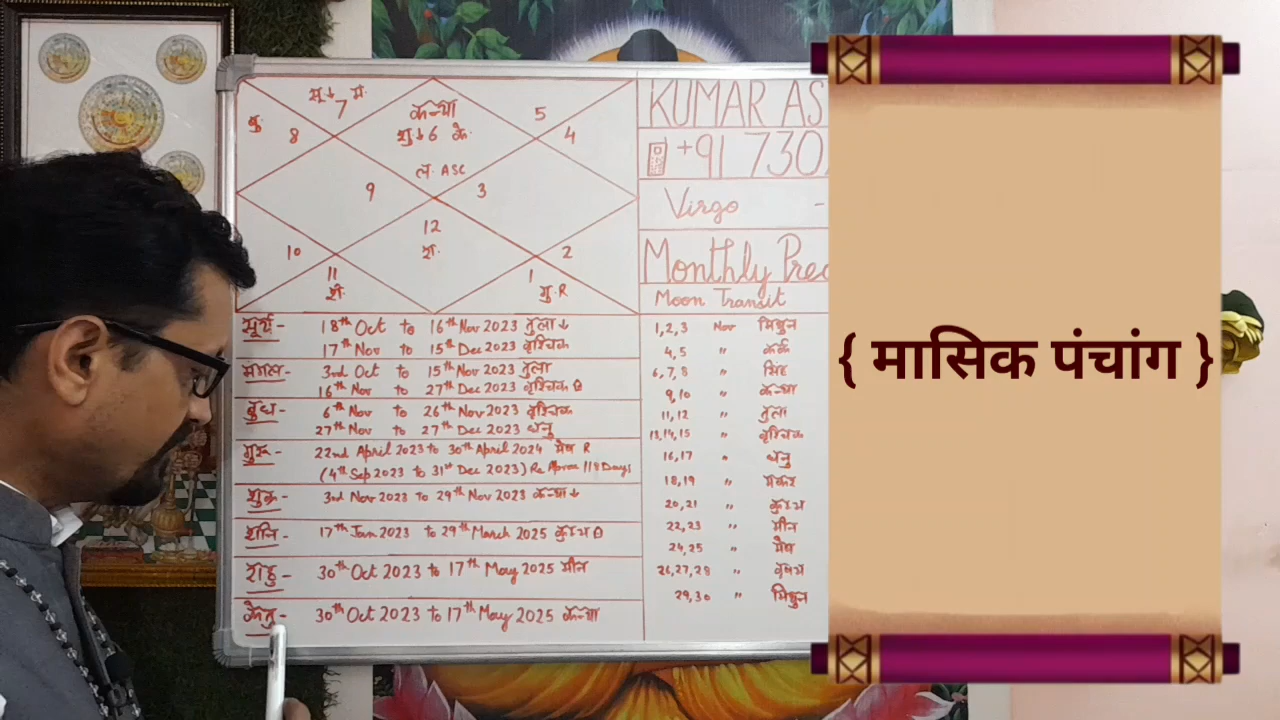 सू↓ मं
7
बु
8
कन्या
शु↓ 6 के
5
4
ल. ASC
9
3
12
रा.
10
2
11
श.
1
गु. R
KUMAR AS
+91 730
Virgo -
Monthly Pred
Moon Transit
सूर्य - 18th Oct to 16th Nov 2023 तुला ↓
17th Nov to 15th Dec 2023 वृश्चिक
मंगल - 3rd Oct to 15th Nov 2023 तुला
16th Nov to 27th Dec 2023 वृश्चिक
बुध - 6th Nov to 26th Nov 2023 वृश्चिक
27th Nov to 27th Dec 2023 धनु
गुरु - 22nd April 2023 to 30th April 2024 मेष R
(4th Sep 2023 to 31st Dec 2023) 118 Days
शुक्र - 3rd Nov 2023 to 29th Nov 2023 कन्या ↓
शनि - 17th Jan 2023 to 29th March 2025 कुंभ
राहु - 30th Oct 2023 to 17th May 2025 मीन
केतु - 30th Oct 2023 to 17th May 2025 कन्या
1,2,3 Nov मिथुन
4,5 " कर्क
6,7,8 " सिंह
9,10 " कन्या
11,12 " तुला
13,14,15 " वृश्चिक
16,17 " धनु
18,19 " मकर
20,21 " कुंभ
22,23 " मीन
24,25 " मेष
26,27,28 " वृषभ
29,30 " मिथुन
{ मासिक पंचांग }